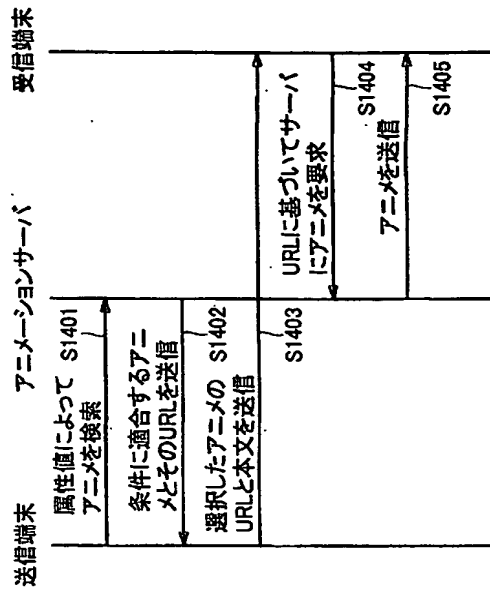 送信端末
アニメーションサーバ
受信端末
属性値によって
アニメを検索
S1401
条件に適合するアニ
メとそのURLを送信
S1402
選択したアニメの
URLと本文を送信
S1403
URLに基づいてサーバ
にアニメを要求
S1404
アニメを送信
S1405